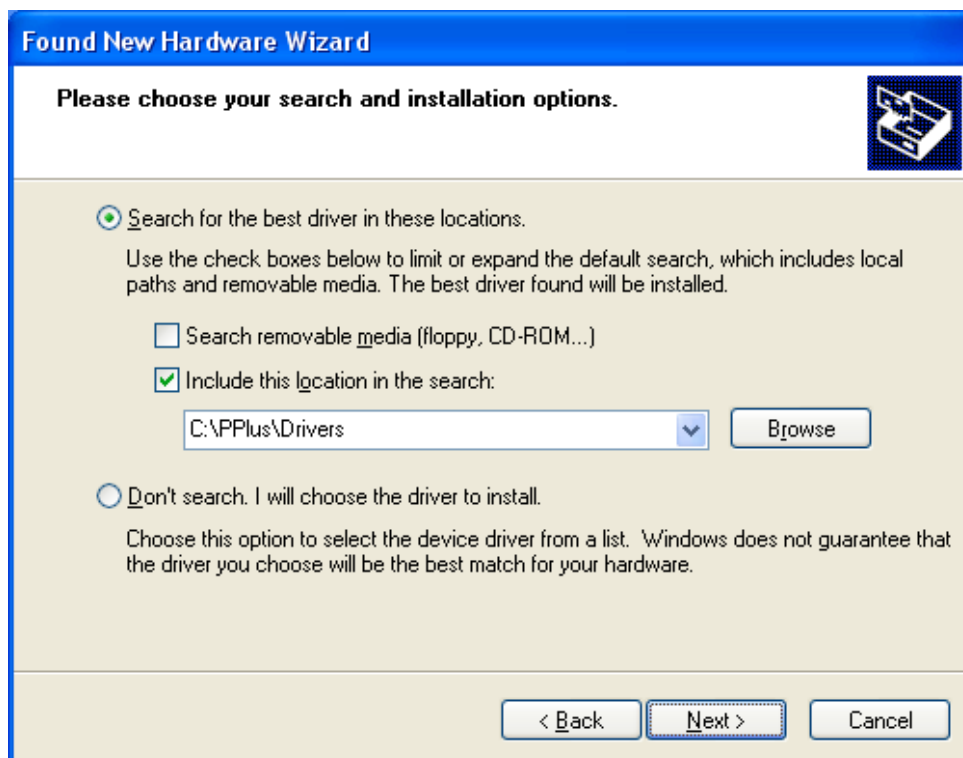 Found New Hardware Wizard
Please choose your search and installation options.
Search for the best driver in these locations.
Use the check boxes below to limit or expand the default search, which includes local
paths and removable media. The best driver found will be installed.
Search removable media (floppy, CD-ROM...)
Include this location in the search:
C:\PPlus\Drivers
Browse
Don't search. I will choose the driver to install.
Choose this option to select the device driver from a list. Windows does not guarantee that
the driver you choose will be the best match for your hardware.
< Back Next > Cancel